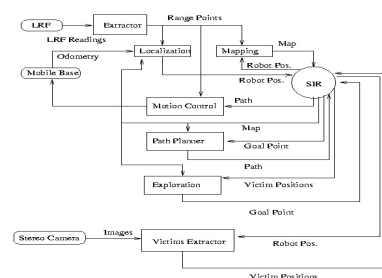 LRF
Extractor
Range Points
LRF Readings
Localization
Mapping
Map
Odometry
Robot Pos.
Robot Pos.
Mobile Base
SIR
Path
Motion Control
Map
Path Planner
Goal Point
Path
Exploration
Victim Positions
Goal Point
Stereo Camera
Images
Victims Extractor
Robot Pos.
Victim Positions